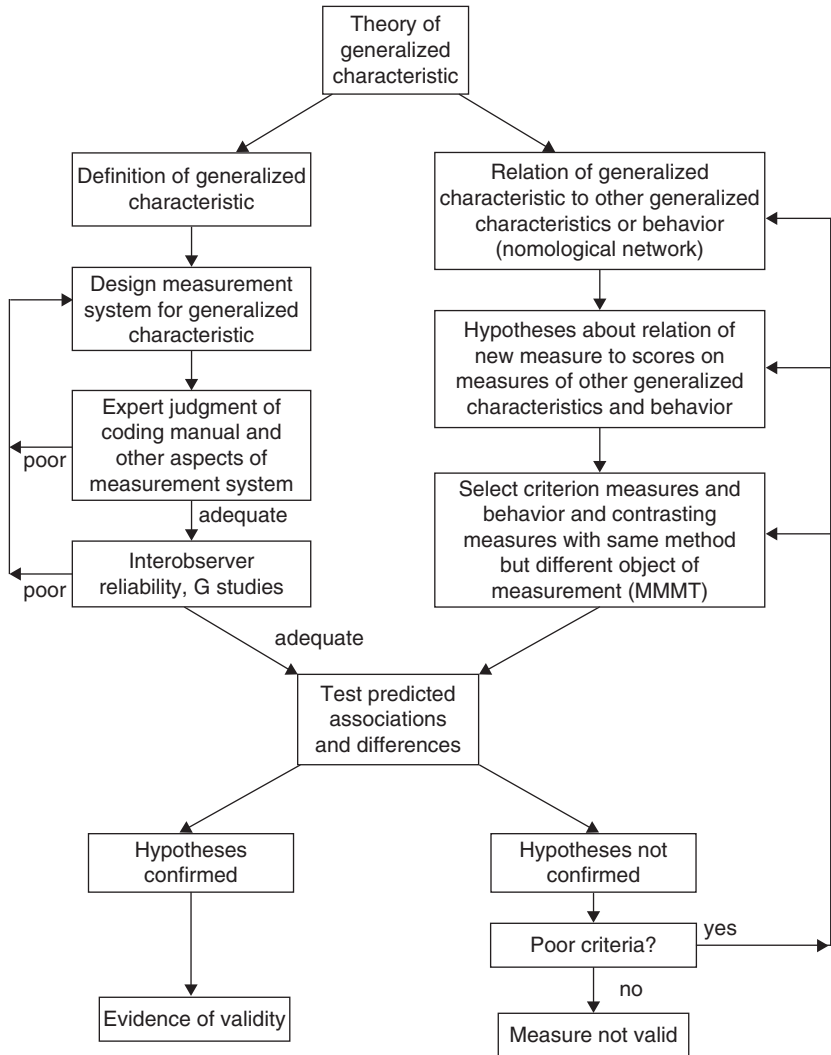 Theory of
generalized
characteristic
Definition of generalized
characteristic
Relation of generalized
characteristic to other generalized
characteristics or behavior
(nomological network)
Design measurement
system for generalized
characteristic
Hypotheses about relation of
new measure to scores on
measures of other generalized
characteristics and behavior
Expert judgment of
coding manual and
other aspects of
measurement system
poor
adequate
Select criterion measures and
behavior and contrasting
measures with same method
but different object of
measurement (MMMT)
Interobserver
reliability, G studies
poor
adequate
Test predicted
associations
and differences
Hypotheses
confirmed
Hypotheses not
confirmed
Poor criteria?
yes
no
Evidence of validity
Measure not valid